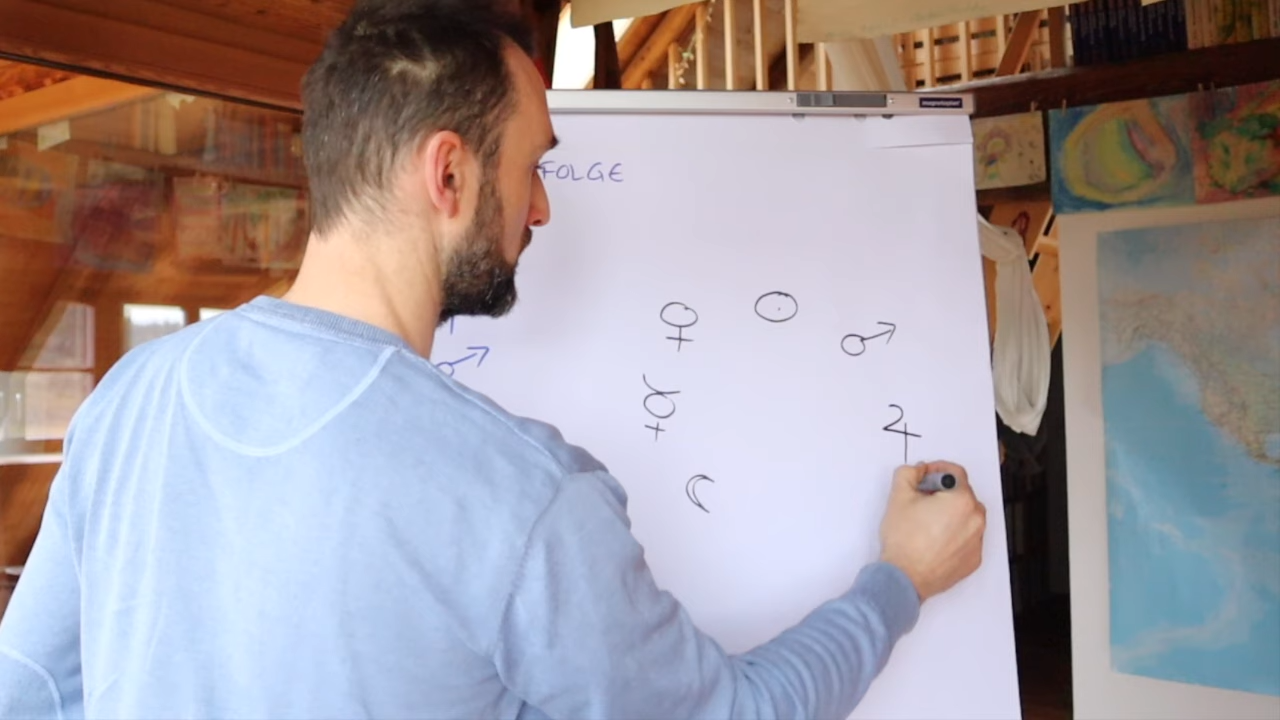 FOLGE
♀ ☉ ♂
☿ ♃
☾
♂